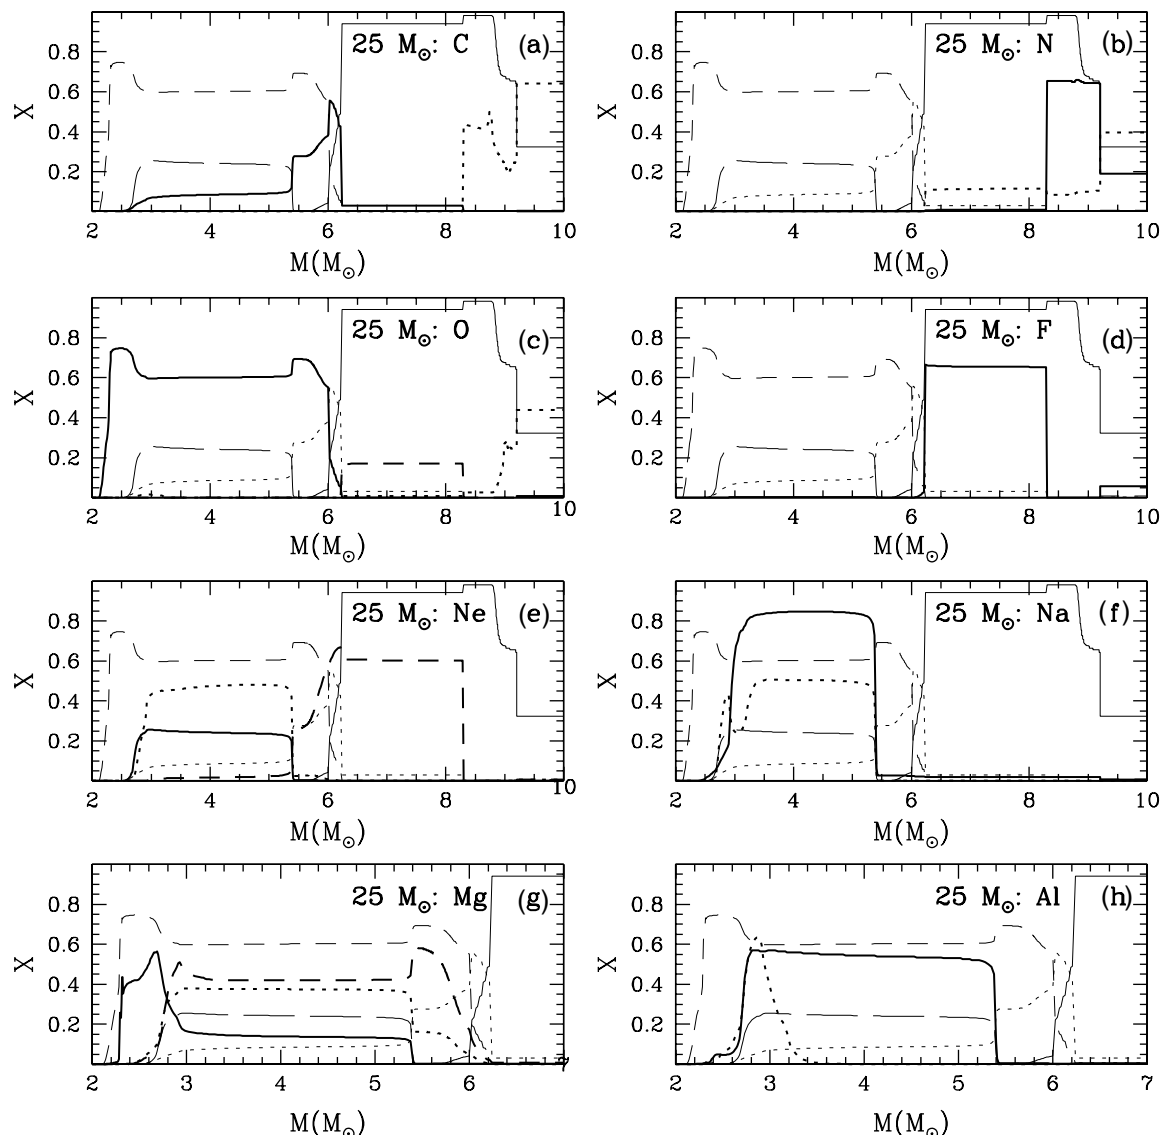 25 M⊙: C (a)
0.8
0.6
X
0.4
0.2
2 4 6 8 10
M(M⊙)
25 M⊙: N (b)
0.8
0.6
X
0.4
0.2
2 4 6 8 10
M(M⊙)
25 M⊙: O (c)
0.8
0.6
X
0.4
0.2
2 4 6 8 10
M(M⊙)
25 M⊙: F (d)
0.8
0.6
X
0.4
0.2
2 4 6 8 10
M(M⊙)
25 M⊙: Ne (e)
0.8
0.6
X
0.4
0.2
2 4 6 8 10
M(M⊙)
25 M⊙: Na (f)
0.8
0.6
X
0.4
0.2
2 4 6 8 10
M(M⊙)
25 M⊙: Mg (g)
0.8
0.6
X
0.4
0.2
2 3 4 5 6 7
M(M⊙)
25 M⊙: Al (h)
0.8
0.6
X
0.4
0.2
2 3 4 5 6 7
M(M⊙)